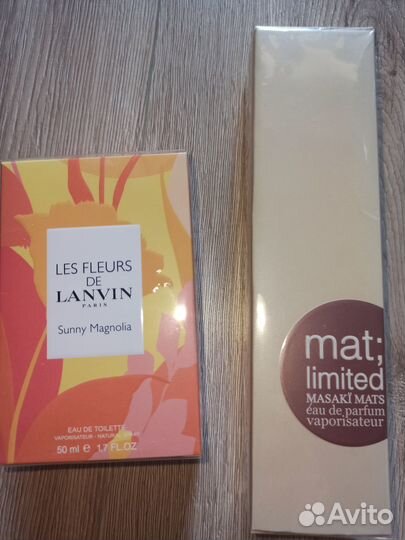 LES FLEURS
DE
LANVIN
PARIS
Sunny Magnolia
EAU DE TOILETTE
VAPORISATEUR - NATURAL SPRAY
50 ml e 1.7 FL.OZ
mat;
limited
MASAKÏ MATS
eau de parfum
vaporisateur
Avito